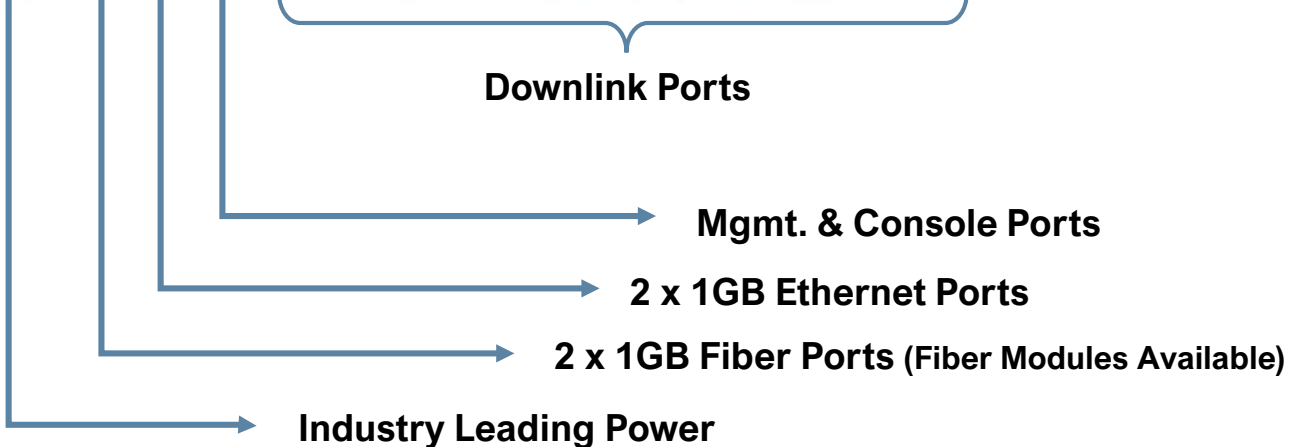 Downlink Ports
Mgmt. & Console Ports
2 x 1GB Ethernet Ports
2 x 1GB Fiber Ports (Fiber Modules Available)
Industry Leading Power